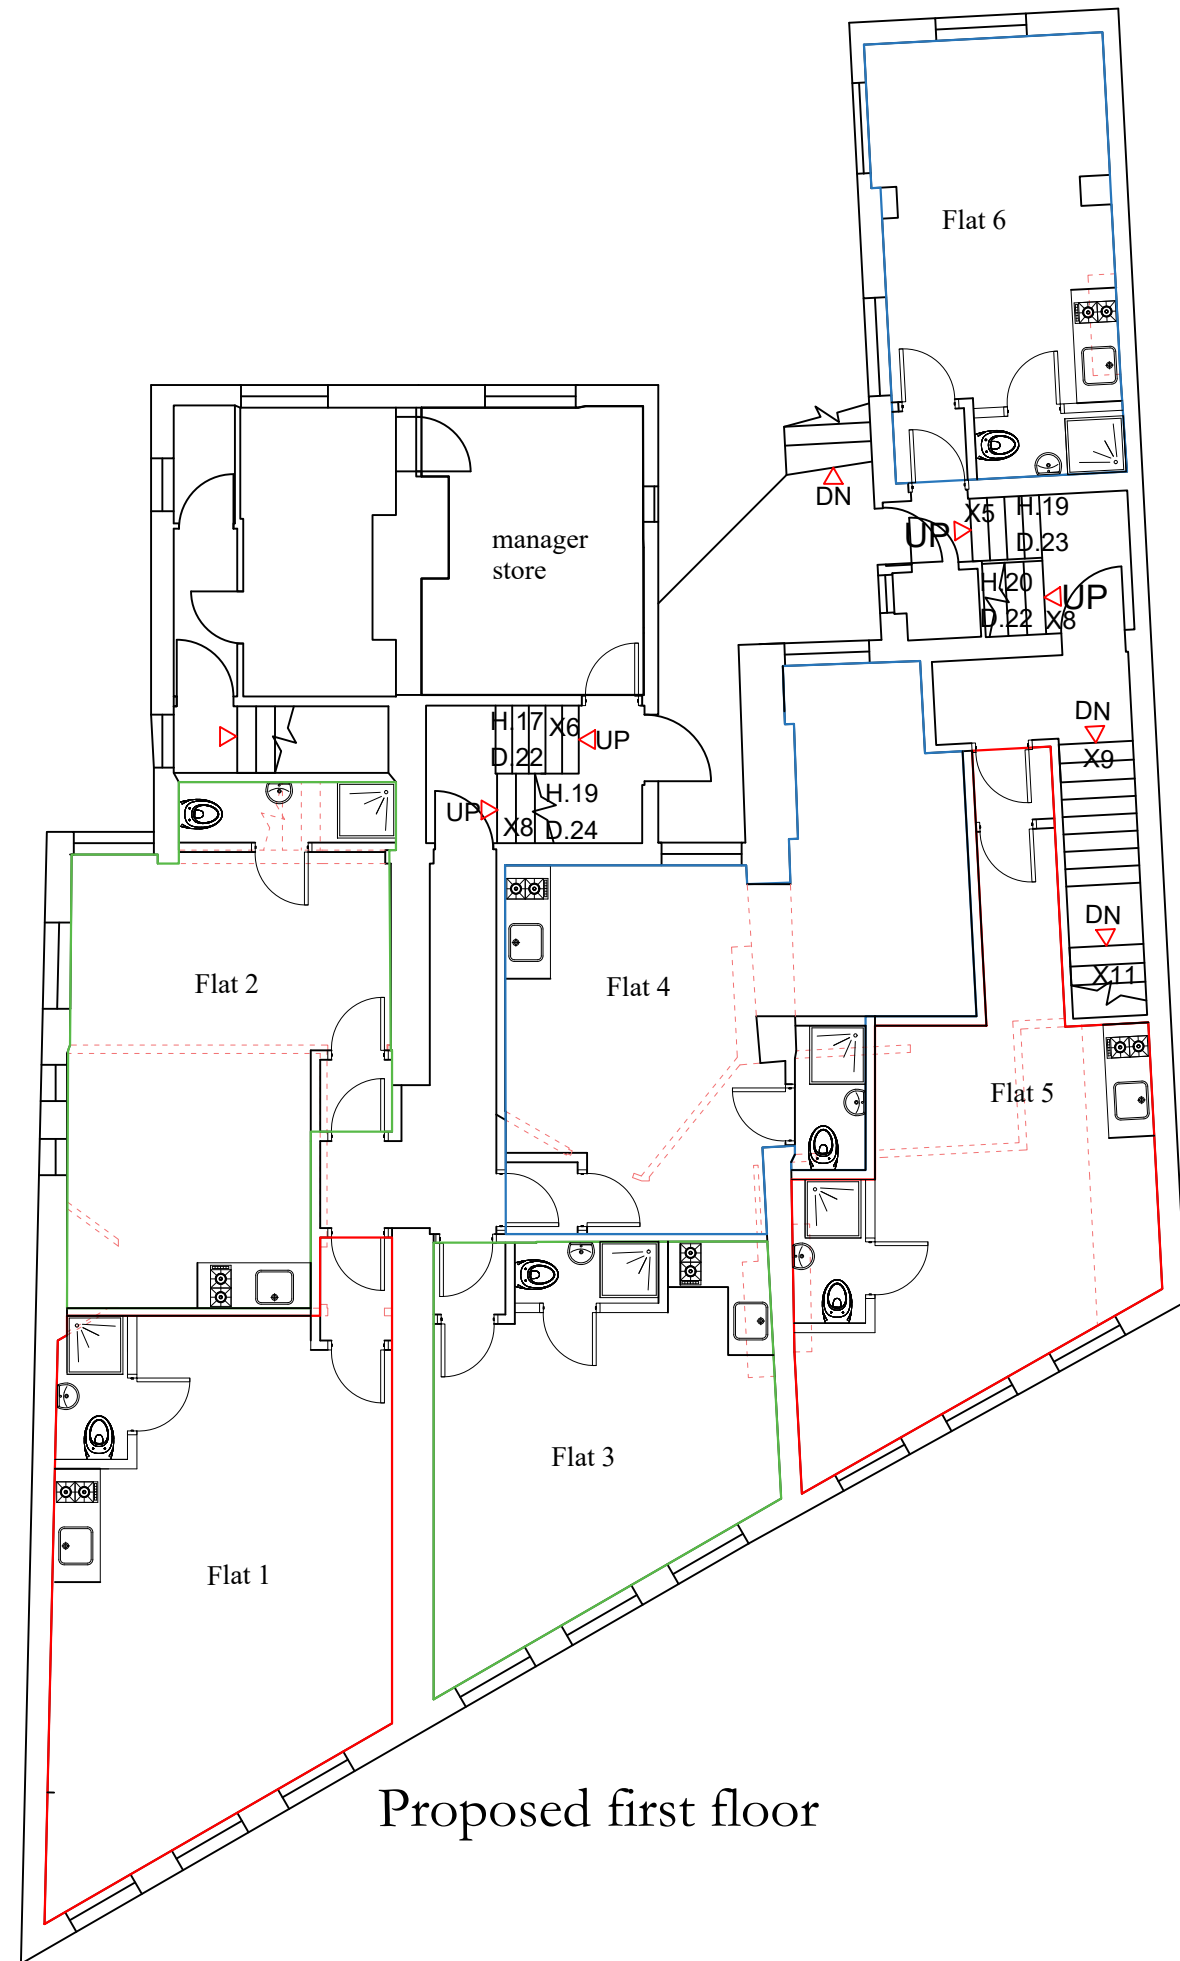 Flat 6
DN
X5
H.19
UP
D.23
manager
store
H.20
UP
D.22
X8
H.17
X6
UP
D.22
DN
X9
H.19
UP
X8
D.24
DN
X11
Flat 2
Flat 4
Flat 5
Flat 3
Flat 1
Proposed first floor